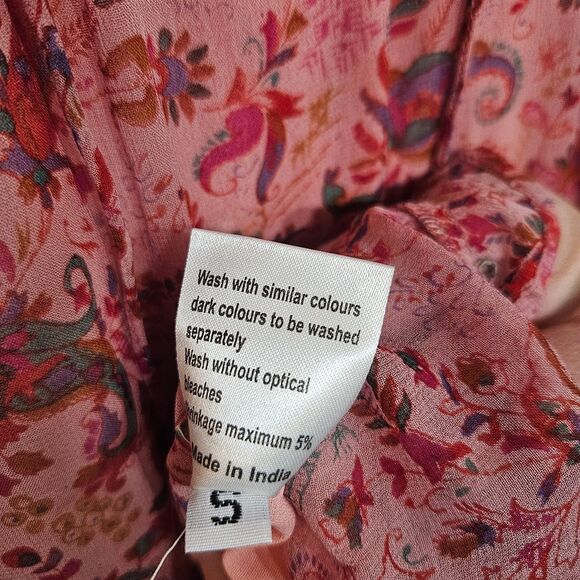 Wash with similar colours
dark colours to be washed
separately
Wash without optical
bleaches
Shrinkage maximum 5%
Made in India
S